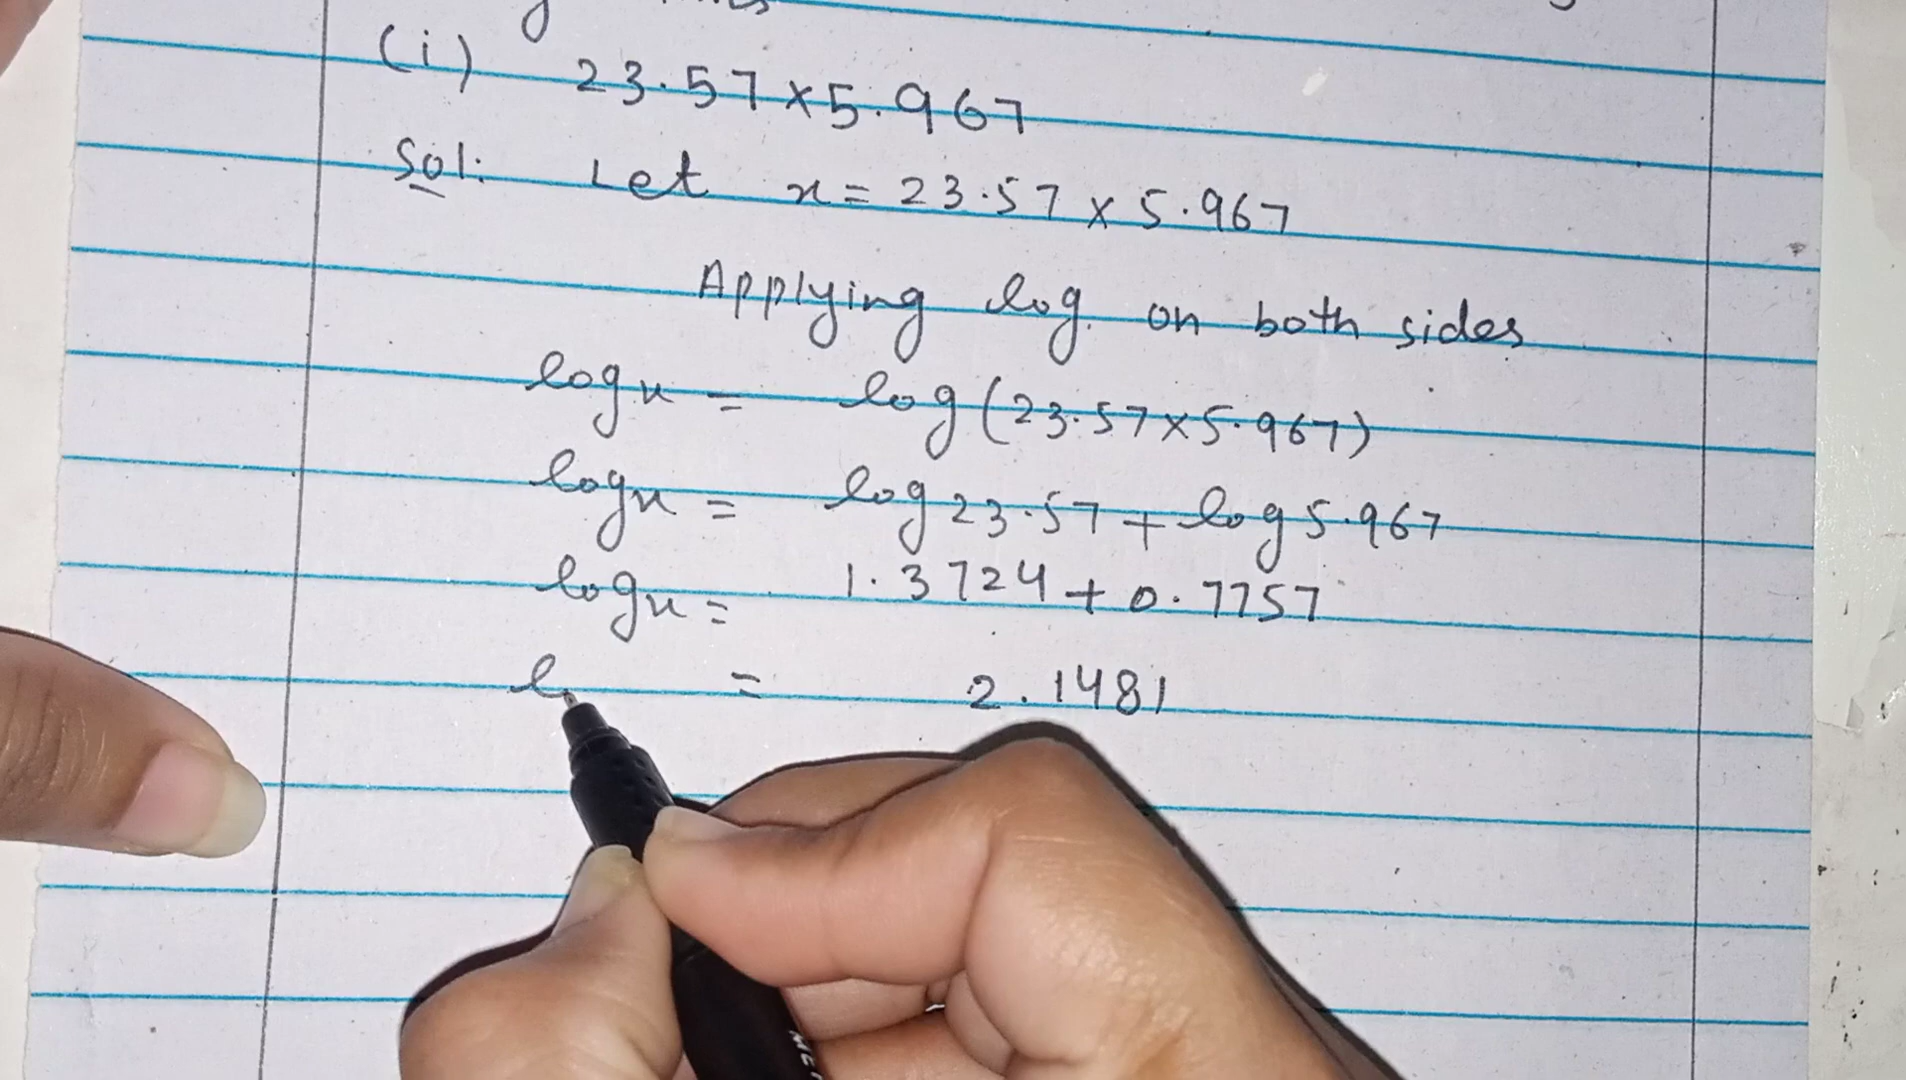 (i) 23.57×5.967
Sol: Let x = 23.57 × 5.967
Applying log on both sides
log x = log (23.57×5.967)
log x = log 23.57 + log 5.967
log x = 1.3724 + 0.7757
= 2.1481